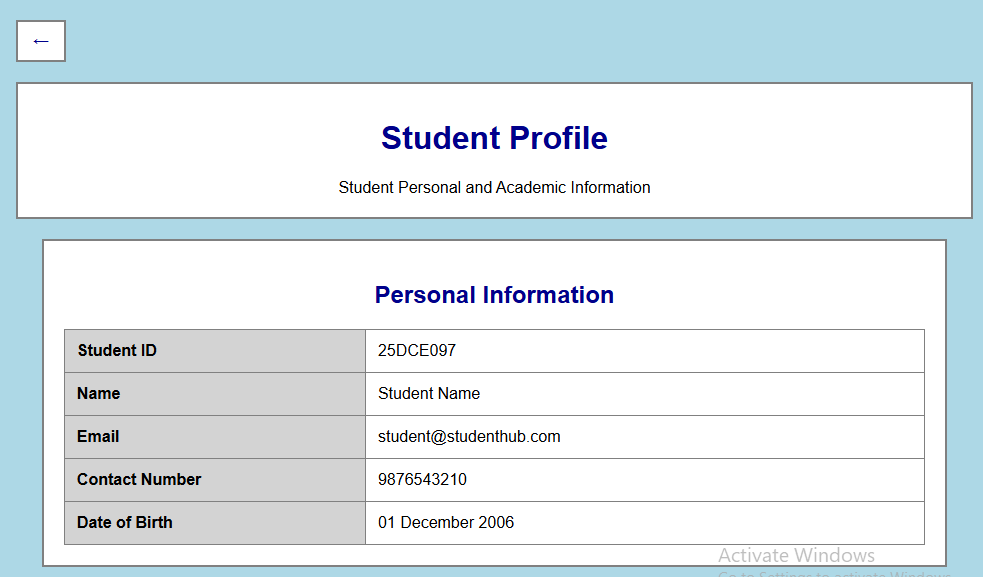 ←
Student Profile
Student Personal and Academic Information
Personal Information
Student ID 25DCE097
Name Student Name
Email student@studenthub.com
Contact Number 9876543210
Date of Birth 01 December 2006
Activate Windows
Go to Settings to activate Windows.